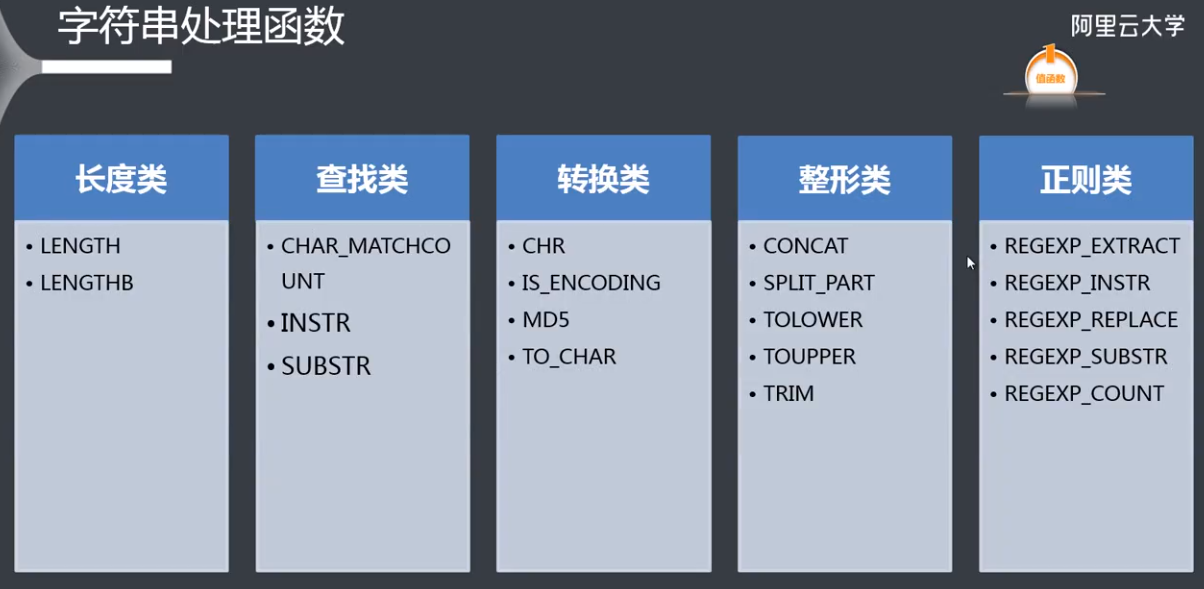 字符串处理函数
阿里云大学
1
值函数
长度类
• LENGTH
• LENGTHB
查找类
• CHAR_MATCHCO
UNT
• INSTR
• SUBSTR
转换类
• CHR
• IS_ENCODING
• MD5
• TO_CHAR
整形类
• CONCAT
• SPLIT_PART
• TOLOWER
• TOUPPER
• TRIM
正则类
• REGEXP_EXTRACT
• REGEXP_INSTR
• REGEXP_REPLACE
• REGEXP_SUBSTR
• REGEXP_COUNT